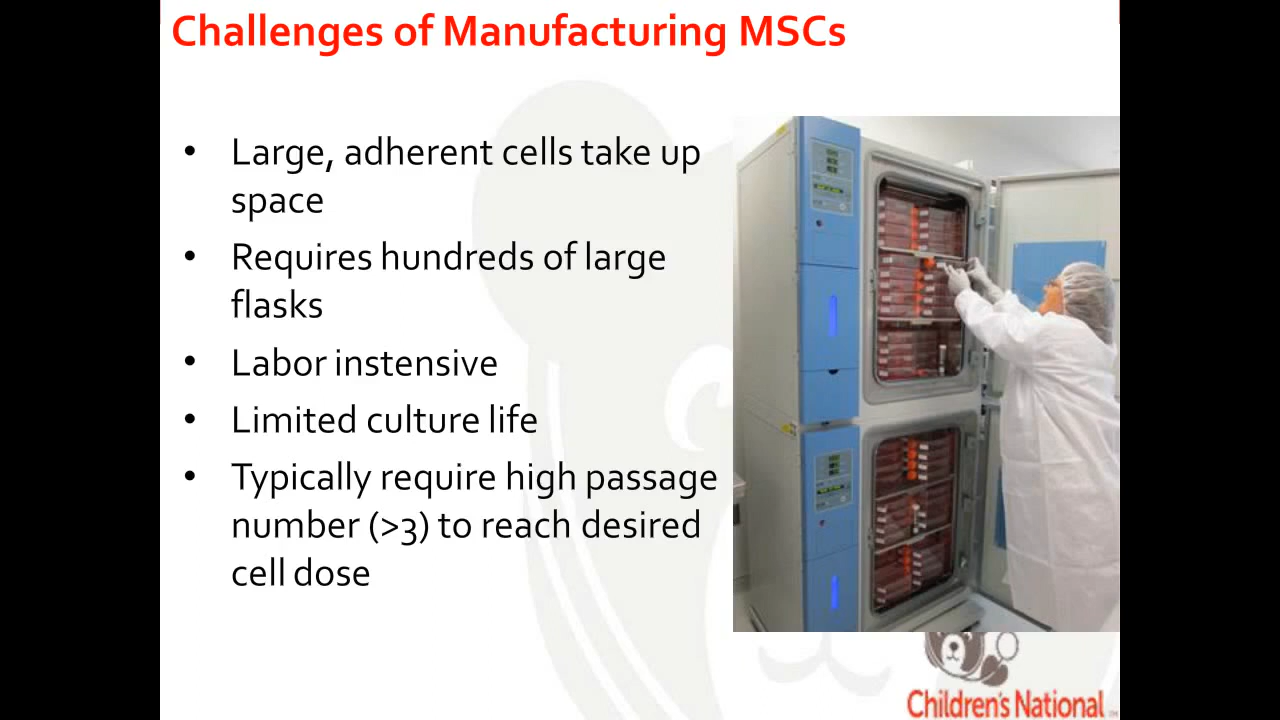 Challenges of Manufacturing MSCs
• Large, adherent cells take up
space
• Requires hundreds of large
flasks
• Labor instensive
• Limited culture life
• Typically require high passage
number (>3) to reach desired
cell dose
Children's National